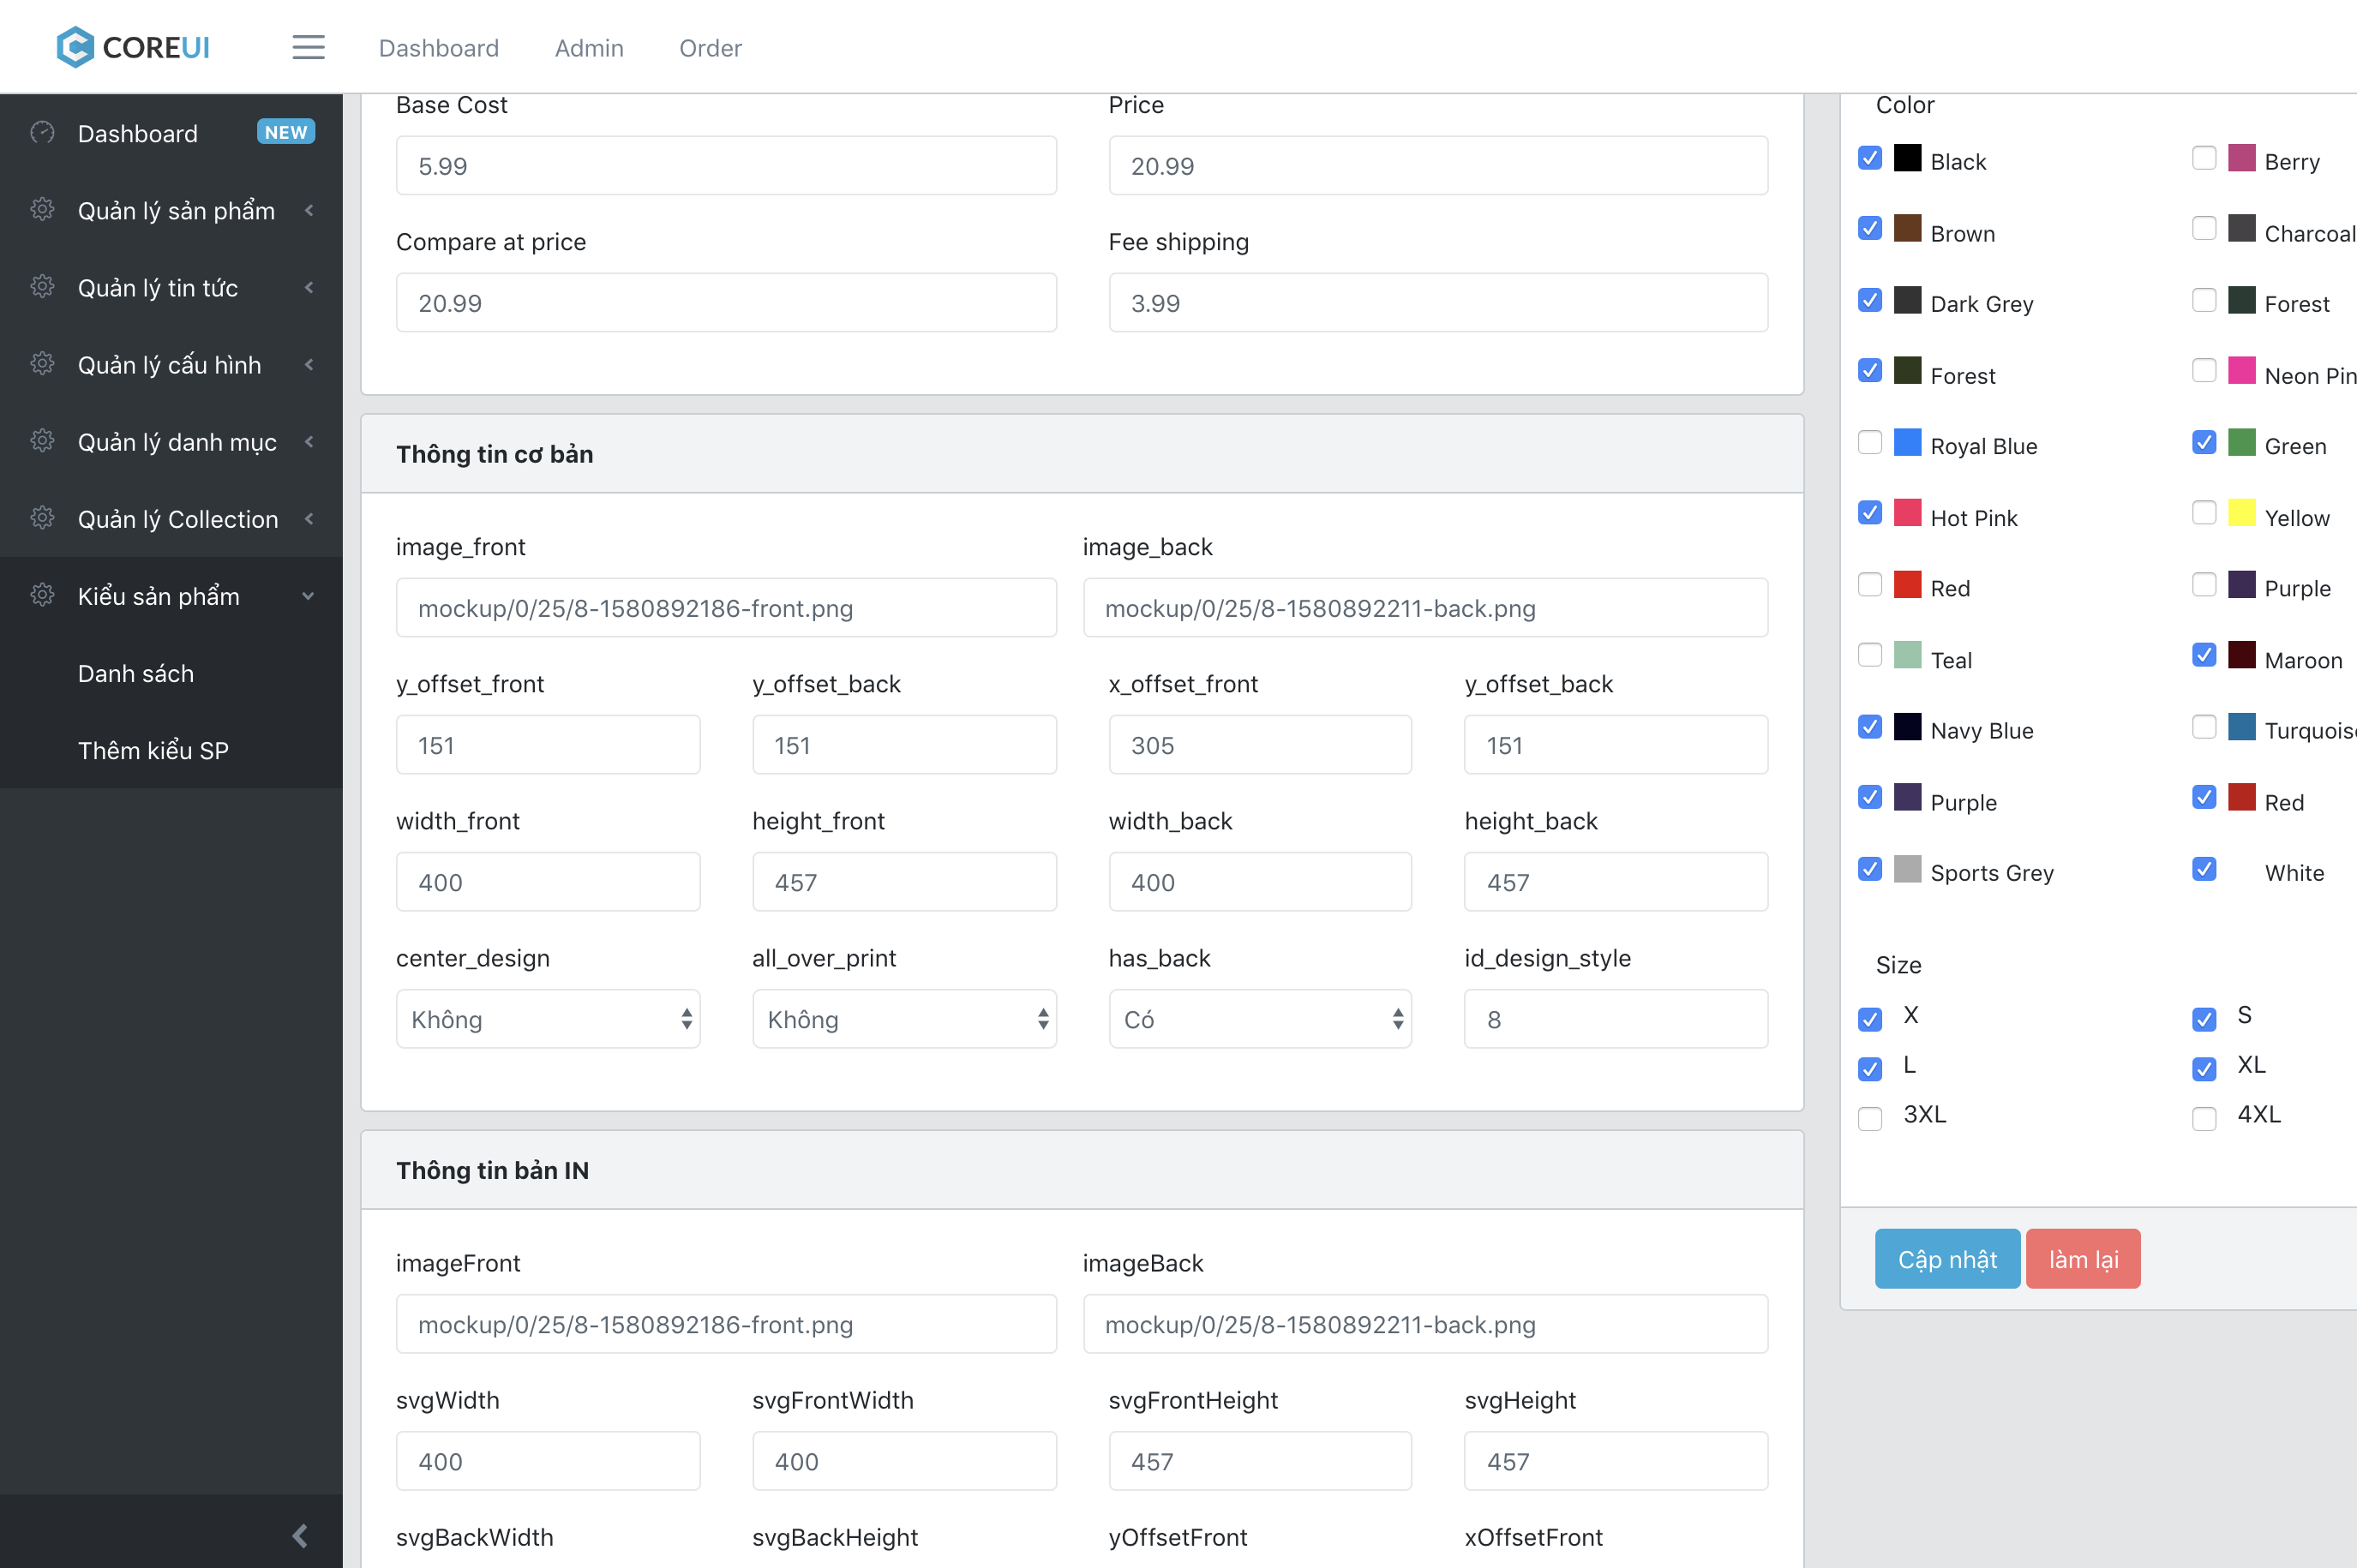 COREUI
Dashboard
Admin
Order
Dashboard
NEW
Quản lý sản phẩm
Quản lý tin tức
Quản lý cấu hình
Quản lý danh mục
Quản lý Collection
Kiểu sản phẩm
Danh sách
Thêm kiểu SP
Base Cost
Price
5.99
20.99
Compare at price
Fee shipping
20.99
3.99
Thông tin cơ bản
image_front
image_back
mockup/0/25/8-1580892186-front.png
mockup/0/25/8-1580892211-back.png
y_offset_front
y_offset_back
x_offset_front
y_offset_back
151
151
305
151
width_front
height_front
width_back
height_back
400
457
400
457
center_design
all_over_print
has_back
id_design_style
Không
Không
Có
8
Thông tin bản IN
imageFront
imageBack
mockup/0/25/8-1580892186-front.png
mockup/0/25/8-1580892211-back.png
svgWidth
svgFrontWidth
svgFrontHeight
svgHeight
400
400
457
457
svgBackWidth
svgBackHeight
yOffsetFront
xOffsetFront
Color
Black
Berry
Brown
Charcoal
Dark Grey
Forest
Forest
Neon Pin
Royal Blue
Green
Hot Pink
Yellow
Red
Purple
Teal
Maroon
Navy Blue
Turquois
Purple
Red
Sports Grey
White
Size
X
S
L
XL
3XL
4XL
Cập nhật
làm lại